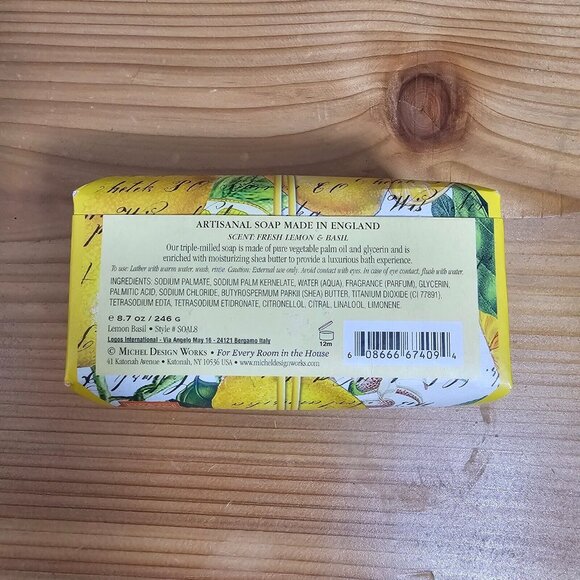 ARTISANAL SOAP MADE IN ENGLAND
SCENT: FRESH LEMON & BASIL
Our triple-milled soap is made of pure vegetable palm oil and glycerin and is
enriched with moisturizing shea butter to provide a luxurious bath experience.
To use: Lather with warm water, wash, rinse. Caution: External use only. Avoid contact with eyes. In case of eye contact, flush with water.
INGREDIENTS: SODIUM PALMATE, SODIUM PALM KERNELATE, WATER (AQUA), FRAGRANCE (PARFUM), GLYCERIN,
PALMITIC ACID, SODIUM CHLORIDE, BUTYROSPERMUM PARKII (SHEA) BUTTER, TITANIUM DIOXIDE (CI 77891),
TETRASODIUM EDTA, TETRASODIUM ETIDRONATE, CITRONELLOL, CITRAL, LINALOOL, LIMONENE.
e 8.7 oz / 246 G
Lemon Basil • Style # SOAL8
Logos International - Via Angelo May 16 - 24121 Bergamo Italy
12m
© MICHEL DESIGN WORKS • For Every Room in the House
41 Katonah Avenue • Katonah, NY 10536 USA • www.micheldesignworks.com
6 08666 67409 4